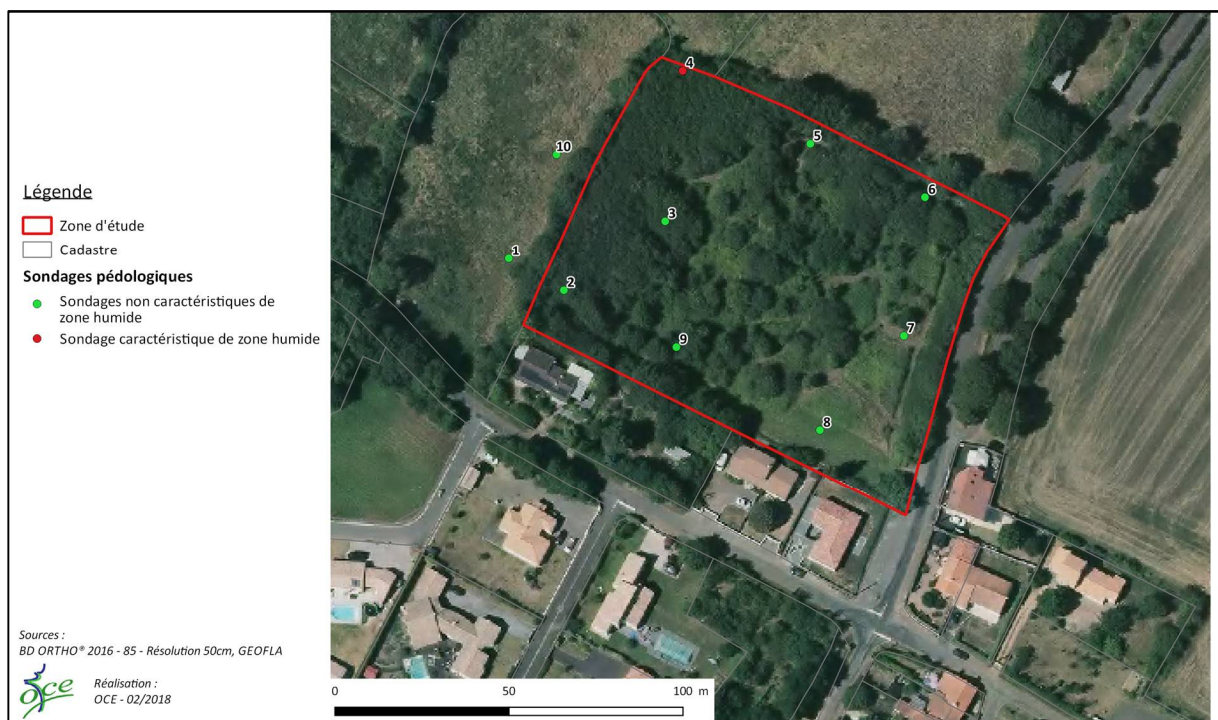 Légende
Zone d'étude
Cadastre
Sondages pédologiques
Sondages non caractéristiques de
zone humide
Sondage caractéristique de zone humide
Sources :
BD ORTHO® 2016 - 85 - Résolution 50cm, GEOFLA
oce
Réalisation :
OCE - 02/2018
4
5
10
6
3
1
2
7
9
8
0 50 100 m